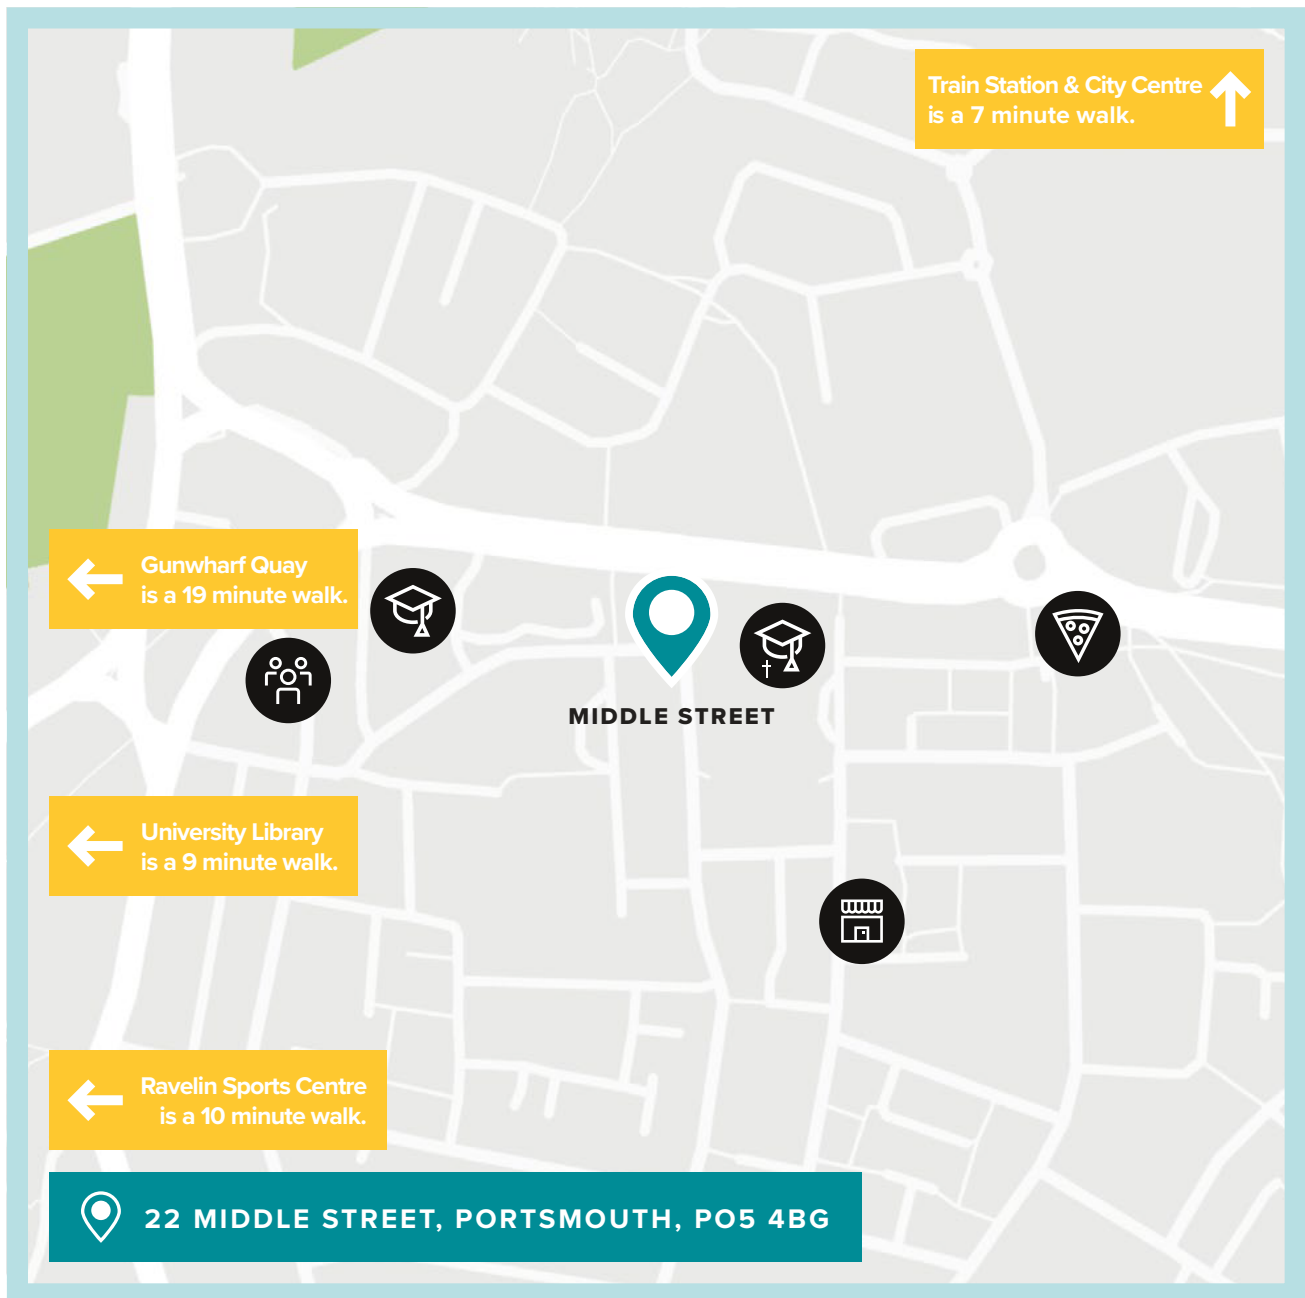 Train Station & City Centre
is a 7 minute walk.
Gunwharf Quay
is a 19 minute walk.
MIDDLE STREET
University Library
is a 9 minute walk.
Ravelin Sports Centre
is a 10 minute walk.
22 MIDDLE STREET, PORTSMOUTH, PO5 4BG